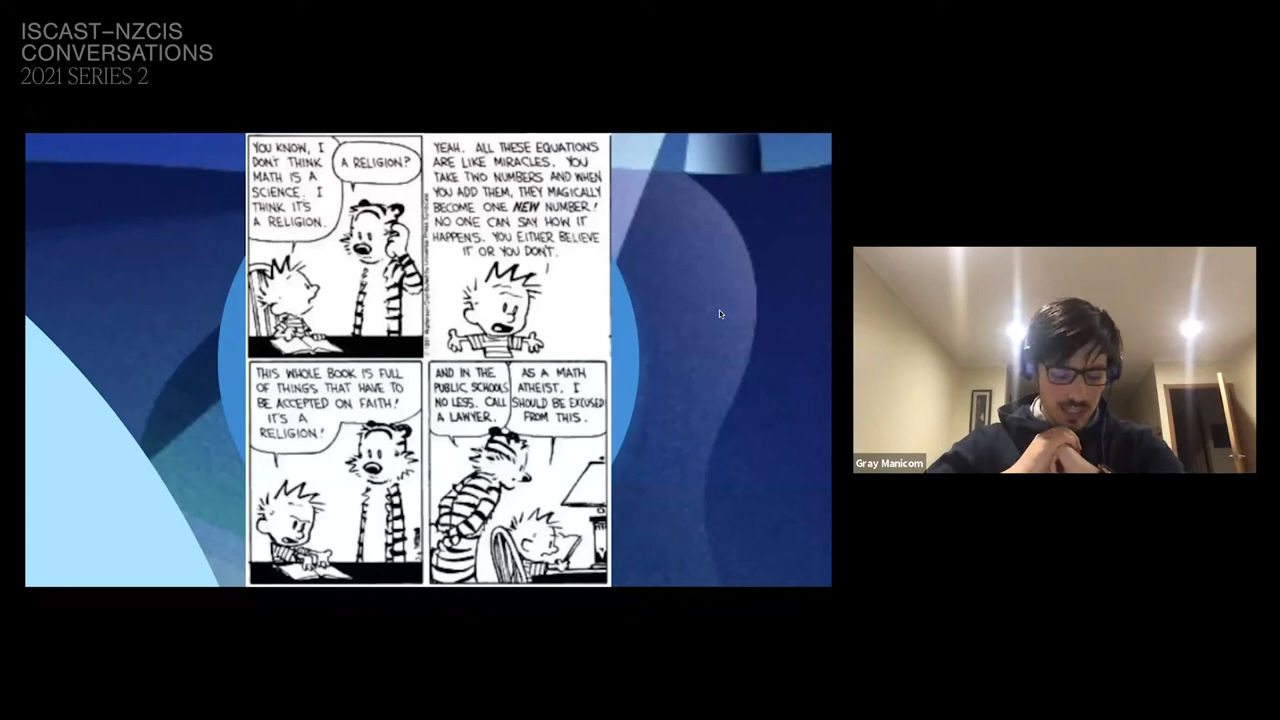 ISCAST–NZCIS
CONVERSATIONS
2021 SERIES 2
YOU KNOW, I
DON'T THINK
MATH IS A
SCIENCE. I
THINK IT'S
A RELIGION.
A RELIGION?
YEAH. ALL THESE EQUATIONS
ARE LIKE MIRACLES. YOU
TAKE TWO NUMBERS AND WHEN
YOU ADD THEM, THEY MAGICALLY
BECOME ONE NEW NUMBER!
NO ONE CAN SAY HOW IT
HAPPENS. YOU EITHER BELIEVE
IT OR YOU DON'T.
THIS WHOLE BOOK IS FULL
OF THINGS THAT HAVE TO
BE ACCEPTED ON FAITH!
IT'S A
RELIGION!
AND IN THE
PUBLIC SCHOOLS
NO LESS. CALL
A LAWYER.
AS A MATH
ATHEIST, I
SHOULD BE EXCUSED
FROM THIS.
Gray Manicom